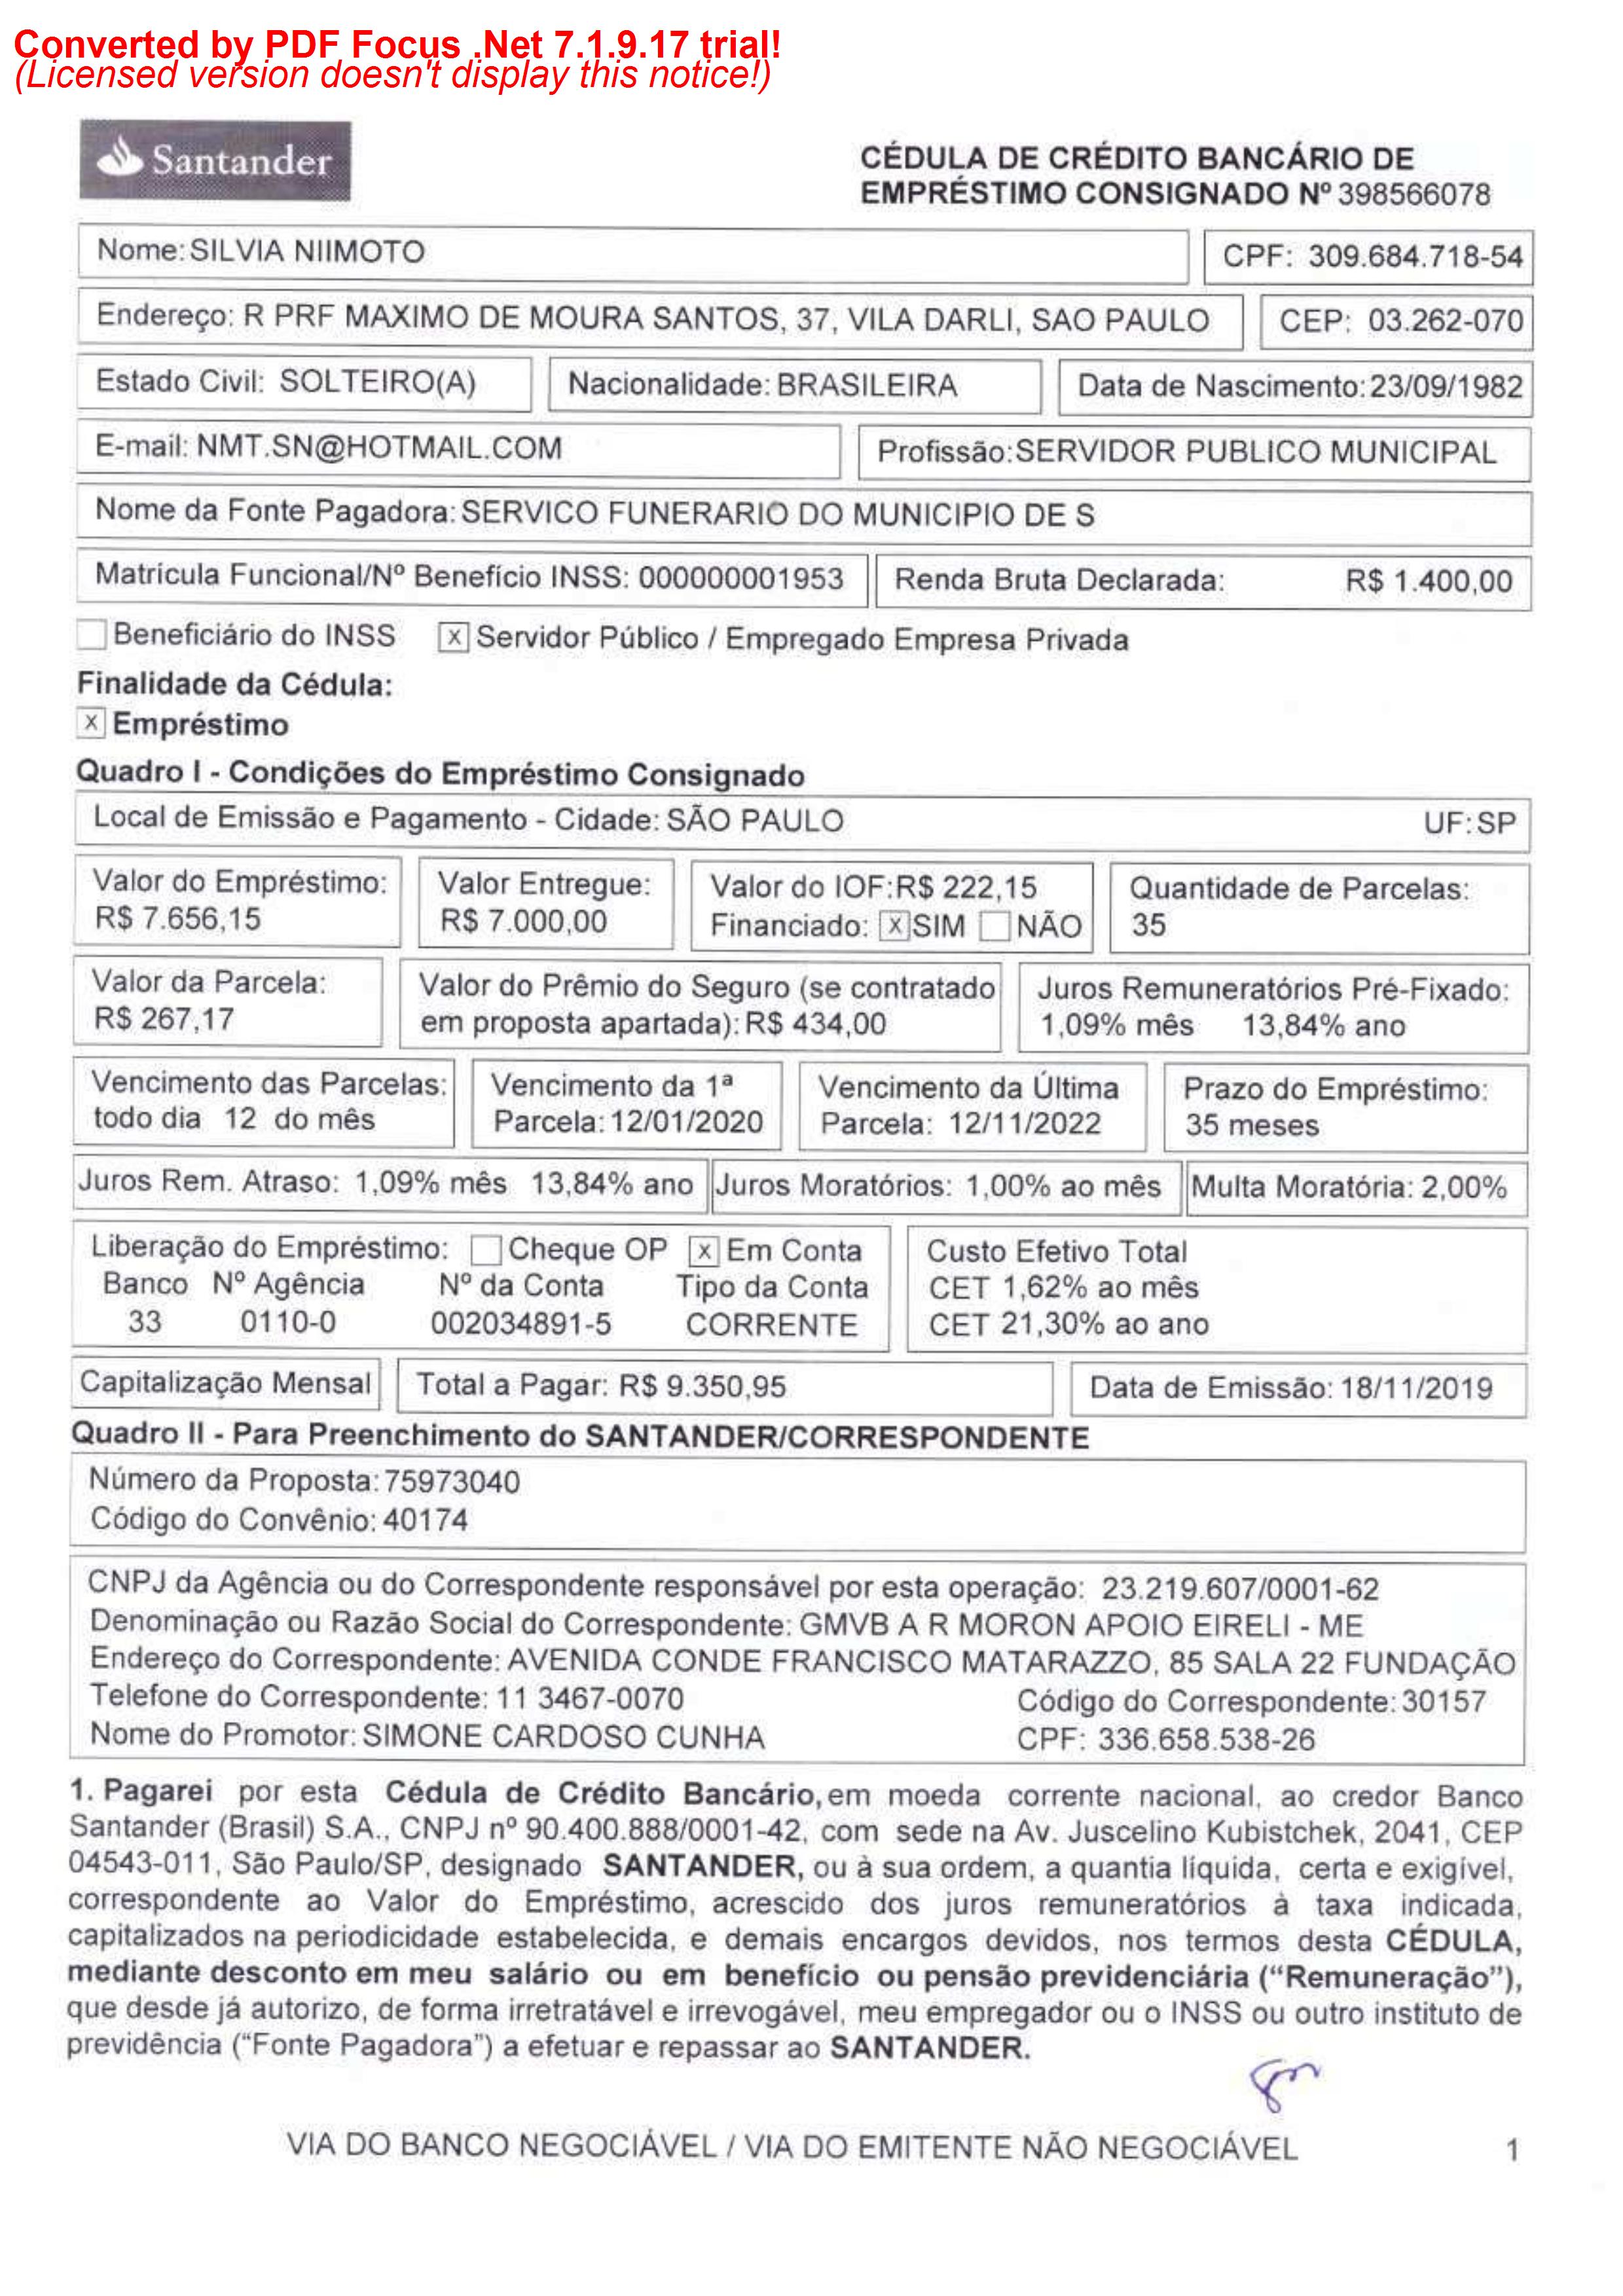 Converted by PDF Focus .Net 7.1.9.17 trial!
(Licensed version doesn't display this notice!)
Santander
CÉDULA DE CRÉDITO BANCÁRIO DE
EMPRÉSTIMO CONSIGNADO Nº 398566078
Nome: SILVIA NIIMOTO CPF: 309.684.718-54
Endereço: R PRF MAXIMO DE MOURA SANTOS, 37, VILA DARLI, SAO PAULO CEP: 03.262-070
Estado Civil: SOLTEIRO(A) Nacionalidade: BRASILEIRA Data de Nascimento: 23/09/1982
E-mail: NMT.SN@HOTMAIL.COM Profissão: SERVIDOR PUBLICO MUNICIPAL
Nome da Fonte Pagadora: SERVICO FUNERARIO DO MUNICIPIO DE S
Matrícula Funcional/Nº Benefício INSS: 000000001953 Renda Bruta Declarada: R$ 1.400,00
Beneficiário do INSS X Servidor Público / Empregado Empresa Privada
Finalidade da Cédula:
X Empréstimo
Quadro I - Condições do Empréstimo Consignado
Local de Emissão e Pagamento - Cidade: SÃO PAULO UF: SP
Valor do Empréstimo: Valor Entregue: Valor do IOF: R$ 222,15 Quantidade de Parcelas:
R$ 7.656,15 R$ 7.000,00 Financiado: X SIM NÃO 35
Valor da Parcela: Valor do Prêmio do Seguro (se contratado Juros Remuneratórios Pré-Fixado:
R$ 267,17 em proposta apartada): R$ 434,00 1,09% mês 13,84% ano
Vencimento das Parcelas: Vencimento da 1ª Vencimento da Última Prazo do Empréstimo:
todo dia 12 do mês Parcela: 12/01/2020 Parcela: 12/11/2022 35 meses
Juros Rem. Atraso: 1,09% mês 13,84% ano Juros Moratórios: 1,00% ao mês Multa Moratória: 2,00%
Liberação do Empréstimo: Cheque OP X Em Conta Custo Efetivo Total
Banco Nº Agência Nº da Conta Tipo da Conta CET 1,62% ao mês
33 0110-0 002034891-5 CORRENTE CET 21,30% ao ano
Capitalização Mensal Total a Pagar: R$ 9.350,95 Data de Emissão: 18/11/2019
Quadro II - Para Preenchimento do SANTANDER/CORRESPONDENTE
Número da Proposta: 75973040
Código do Convênio: 40174
CNPJ da Agência ou do Correspondente responsável por esta operação: 23.219.607/0001-62
Denominação ou Razão Social do Correspondente: GMVB A R MORON APOIO EIRELI - ME
Endereço do Correspondente: AVENIDA CONDE FRANCISCO MATARAZZO, 85 SALA 22 FUNDAÇÃO
Telefone do Correspondente: 11 3467-0070 Código do Correspondente: 30157
Nome do Promotor: SIMONE CARDOSO CUNHA CPF: 336.658.538-26
1. Pagarei por esta Cédula de Crédito Bancário, em moeda corrente nacional, ao credor Banco
Santander (Brasil) S.A., CNPJ nº 90.400.888/0001-42, com sede na Av. Juscelino Kubistchek, 2041, CEP
04543-011, São Paulo/SP, designado SANTANDER, ou à sua ordem, a quantia líquida, certa e exigível,
correspondente ao Valor do Empréstimo, acrescido dos juros remuneratórios à taxa indicada,
capitalizados na periodicidade estabelecida, e demais encargos devidos, nos termos desta CÉDULA,
mediante desconto em meu salário ou em benefício ou pensão previdenciária (“Remuneração”),
que desde já autorizo, de forma irretratável e irrevogável, meu empregador ou o INSS ou outro instituto de
previdência (“Fonte Pagadora”) a efetuar e repassar ao SANTANDER.
VIA DO BANCO NEGOCIÁVEL / VIA DO EMITENTE NÃO NEGOCIÁVEL 1